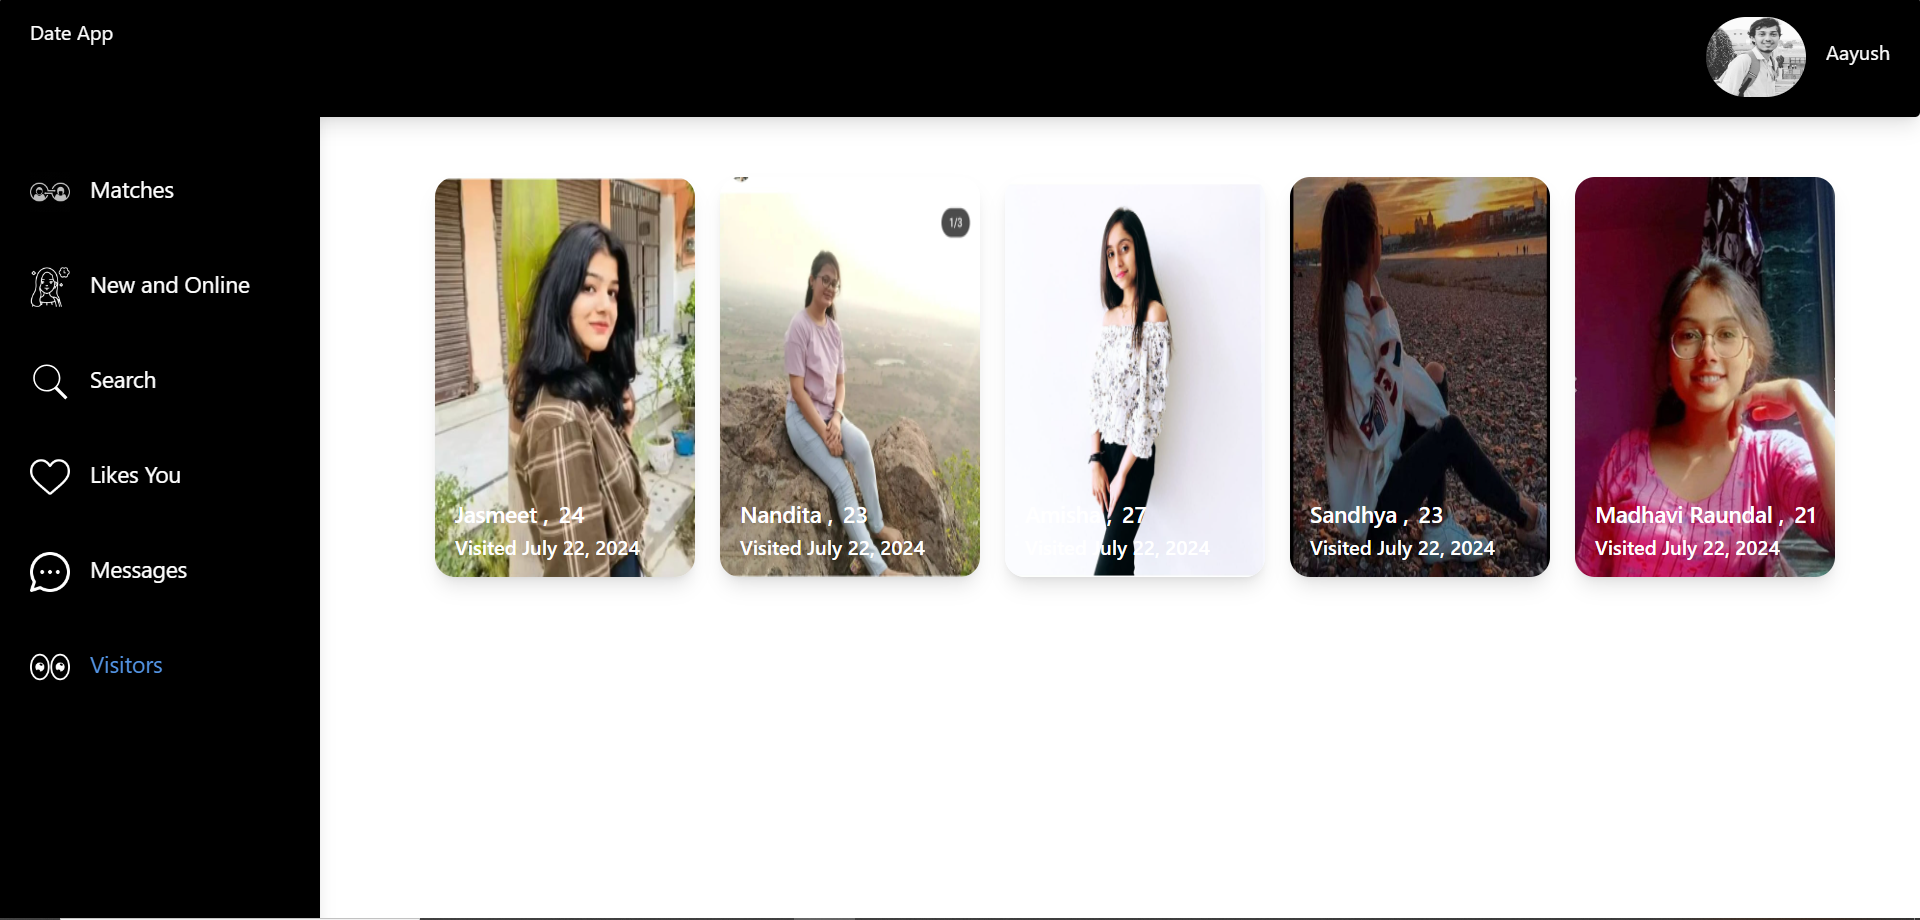 Date App
Aayush
Matches
New and Online
Search
Likes You
Messages
Visitors
1/3
Jasmeet , 24
Visited July 22, 2024
Nandita , 23
Visited July 22, 2024
Amisha , 27
Visited July 22, 2024
Sandhya , 23
Visited July 22, 2024
Madhavi Raundal , 21
Visited July 22, 2024